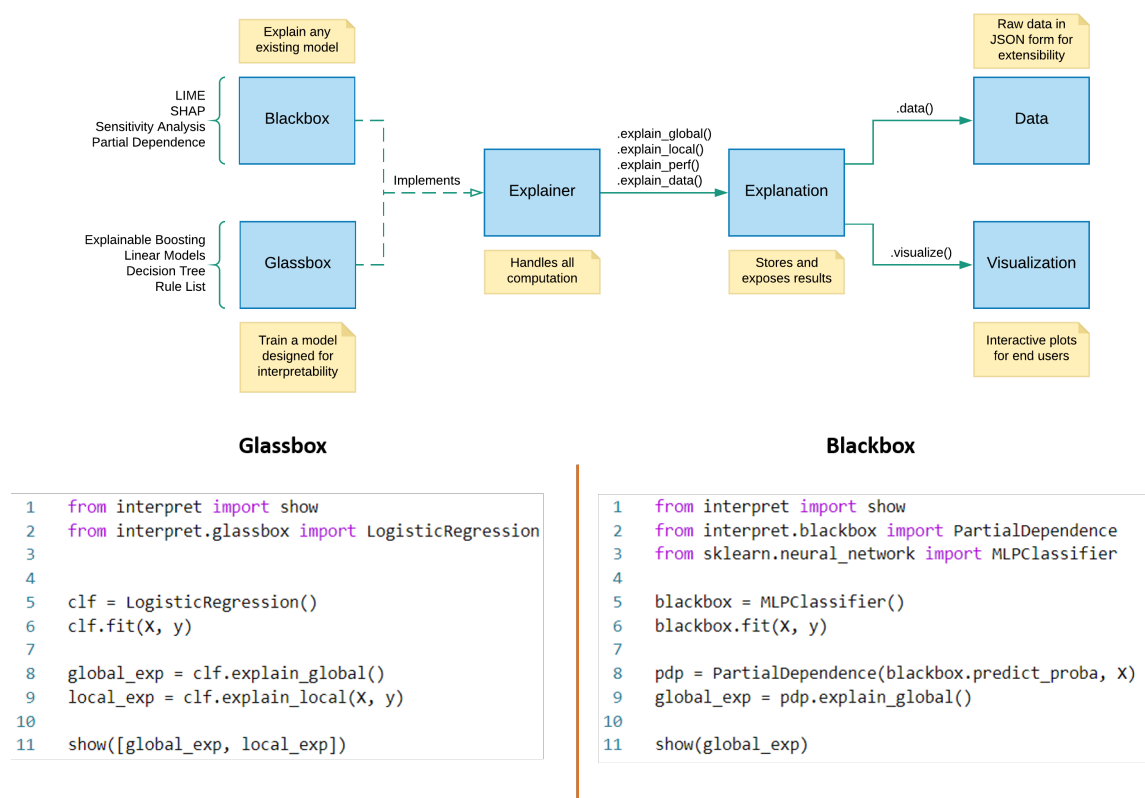 Explain any
existing model
LIME
SHAP
Sensitivity Analysis
Partial Dependence
Blackbox
Explainable Boosting
Linear Models
Decision Tree
Rule List
Glassbox
Train a model
designed for
interpretability
Implements
Explainer
Handles all
computation
.explain_global()
.explain_local()
.explain_perf()
.explain_data()
Explanation
Stores and
exposes results
.data()
Raw data in
JSON form for
extensibility
Data
.visualize()
Visualization
Interactive plots
for end users
Glassbox
1 from interpret import show
2 from interpret.glassbox import LogisticRegression
3
4
5 clf = LogisticRegression()
6 clf.fit(X, y)
7
8 global_exp = clf.explain_global()
9 local_exp = clf.explain_local(X, y)
10
11 show([global_exp, local_exp])
Blackbox
1 from interpret import show
2 from interpret.blackbox import PartialDependence
3 from sklearn.neural_network import MLPClassifier
4
5 blackbox = MLPClassifier()
6 blackbox.fit(X, y)
7
8 pdp = PartialDependence(blackbox.predict_proba, X)
9 global_exp = pdp.explain_global()
10
11 show(global_exp)